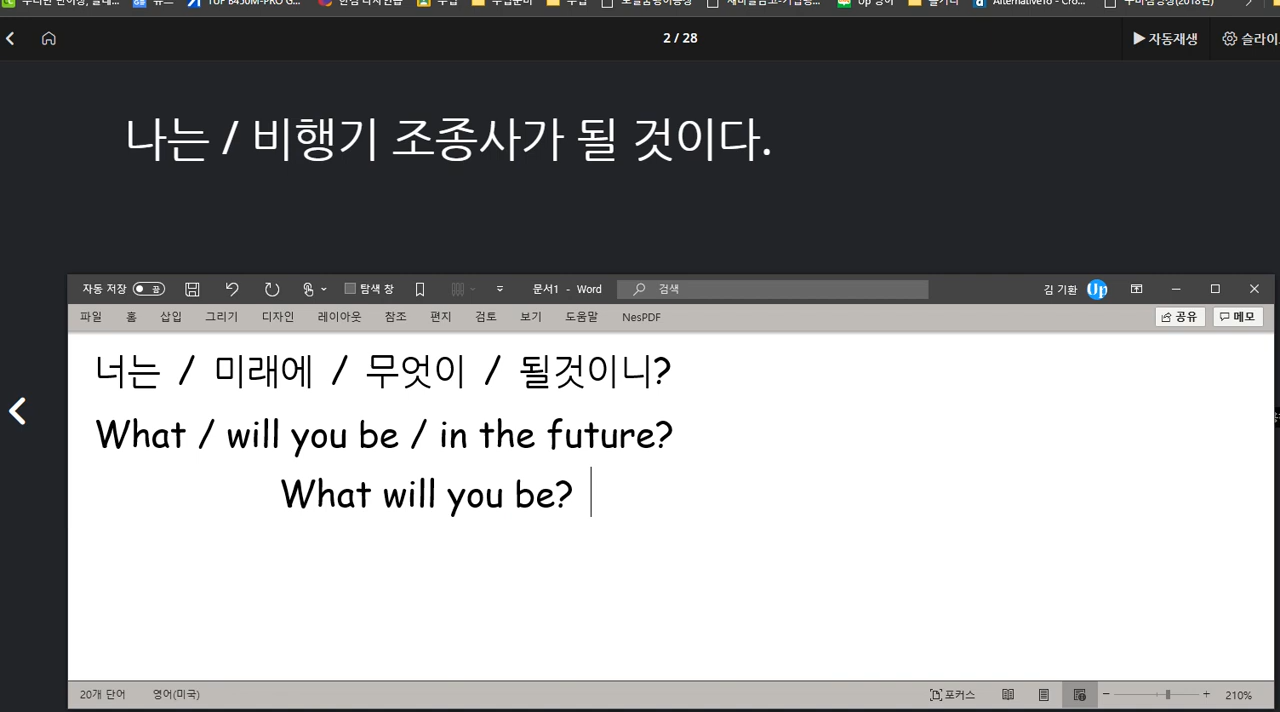 2 / 28
자동재생
슬라이
나는 / 비행기 조종사가 될 것이다.
자동 저장 끔 탐색 창 문서1 - Word 검색 김 기환 Up
파일 홈 삽입 그리기 디자인 레이아웃 참조 편지 검토 보기 도움말 NesPDF 공유 메모
너는 / 미래에 / 무엇이 / 될것이니?
What / will you be / in the future?
What will you be?
20개 단어 영어(미국) 포커스 210%